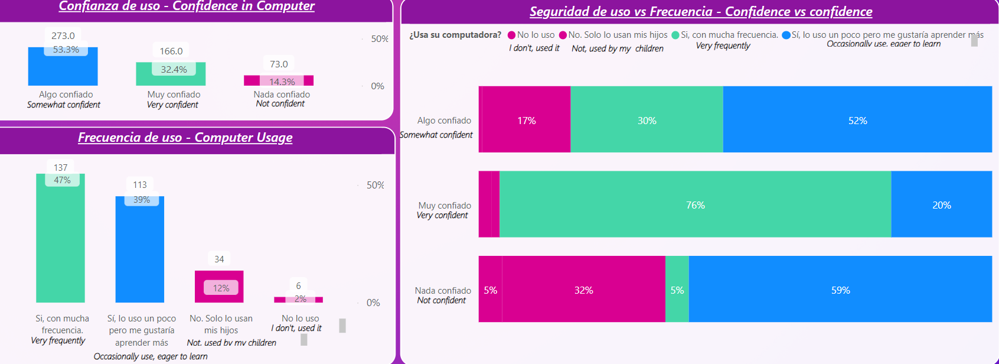 Confianza de uso - Confidence in Computer
273.0
53.3%
166.0
32.4%
73.0
14.3%
50%
0%
Algo confiado
Somewhat confident
Muy confiado
Very confident
Nada confiado
Not confident
Frecuencia de uso - Computer Usage
137
47%
113
39%
34
12%
6
2%
50%
0%
Si, con mucha
frecuencia.
Very frequently
Sí, lo uso un poco
pero me gustaría
aprender más
Occasionally use, eager to learn
No. Solo lo usan
mis hijos
Not, used by my children
No lo uso
I don't, used it
Seguridad de uso vs Frecuencia - Confidence vs confidence
¿Usa su computadora? No lo uso No. Solo lo usan mis hijos Si, con mucha frecuencia. Sí, lo uso un poco pero me gustaría aprender más
I don't, used it Not, used by my children Very frequently Occasionally use, eager to learn
Algo confiado
Somewhat confident
17% 30% 52%
Muy confiado
Very confident
76% 20%
Nada confiado
Not confident
5% 32% 5% 59%